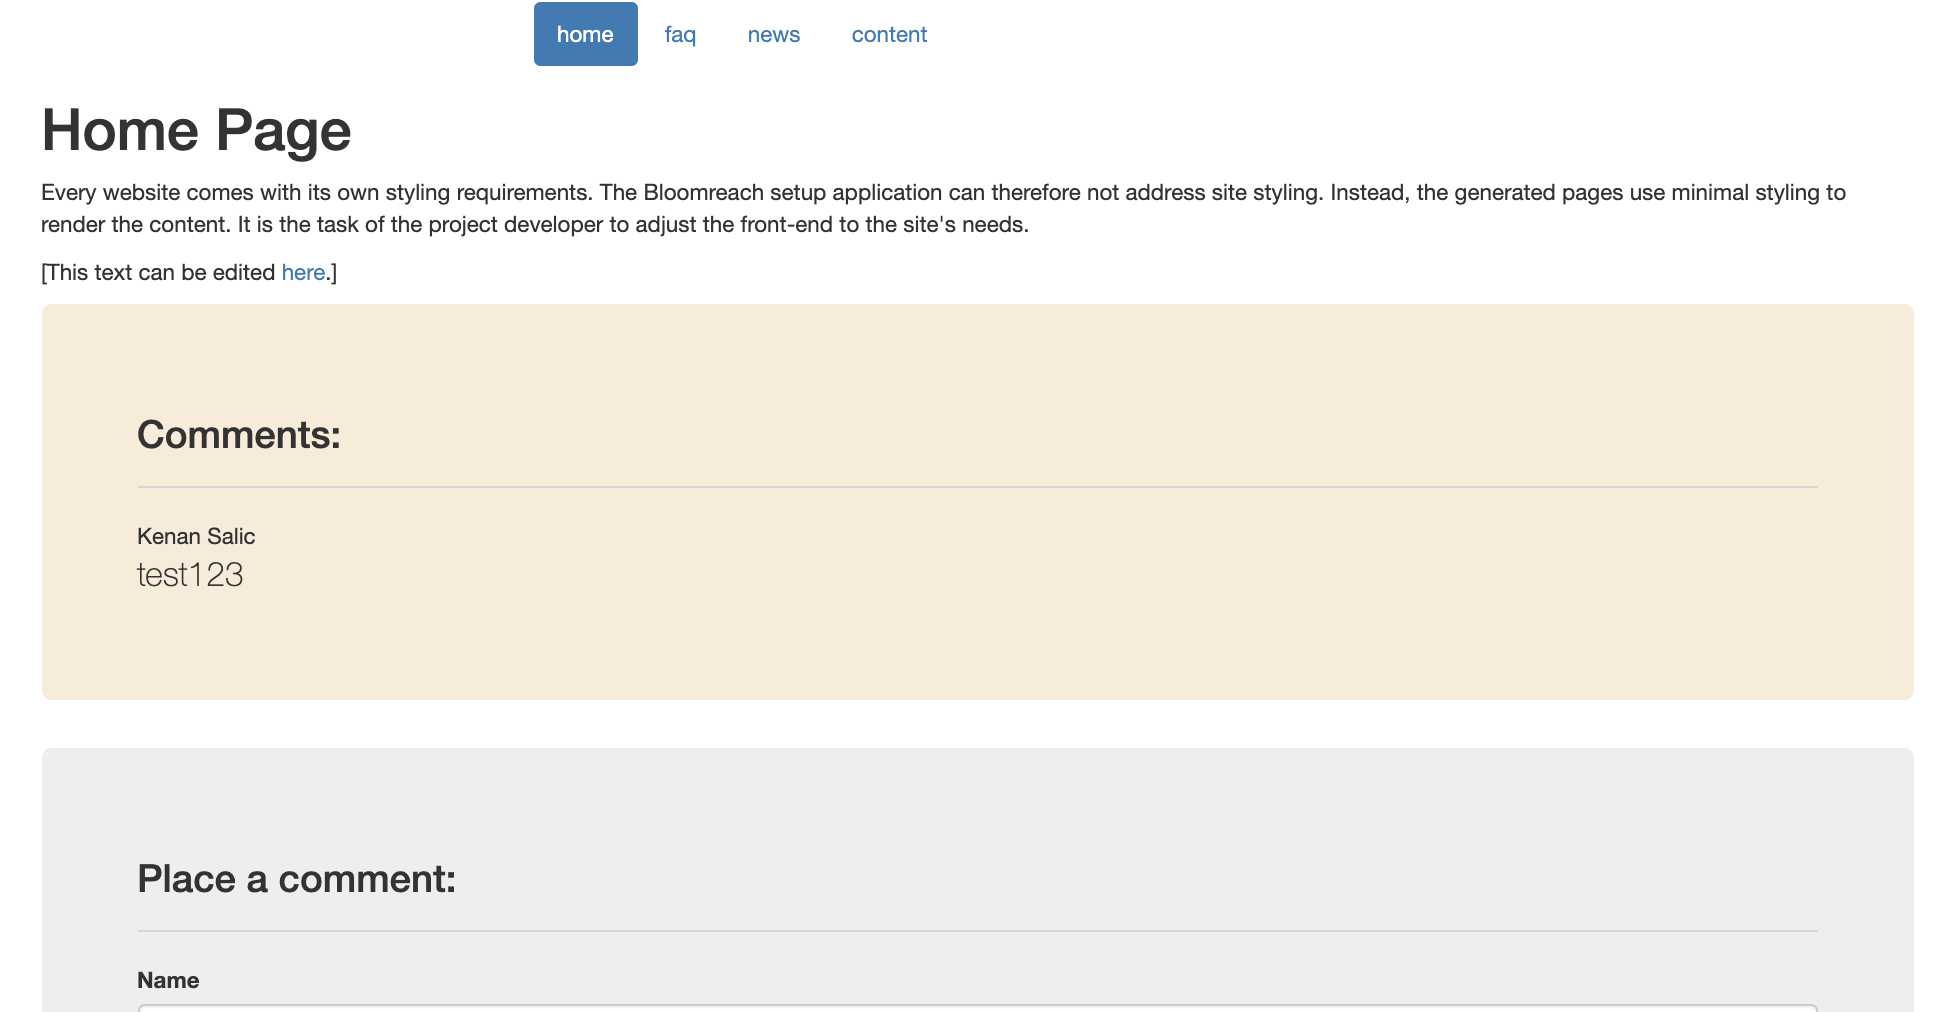 home faq news content
Home Page
Every website comes with its own styling requirements. The Bloomreach setup application can therefore not address site styling. Instead, the generated pages use minimal styling to
render the content. It is the task of the project developer to adjust the front-end to the site's needs.
[This text can be edited here.]
Comments:
Kenan Salic
test123
Place a comment:
Name